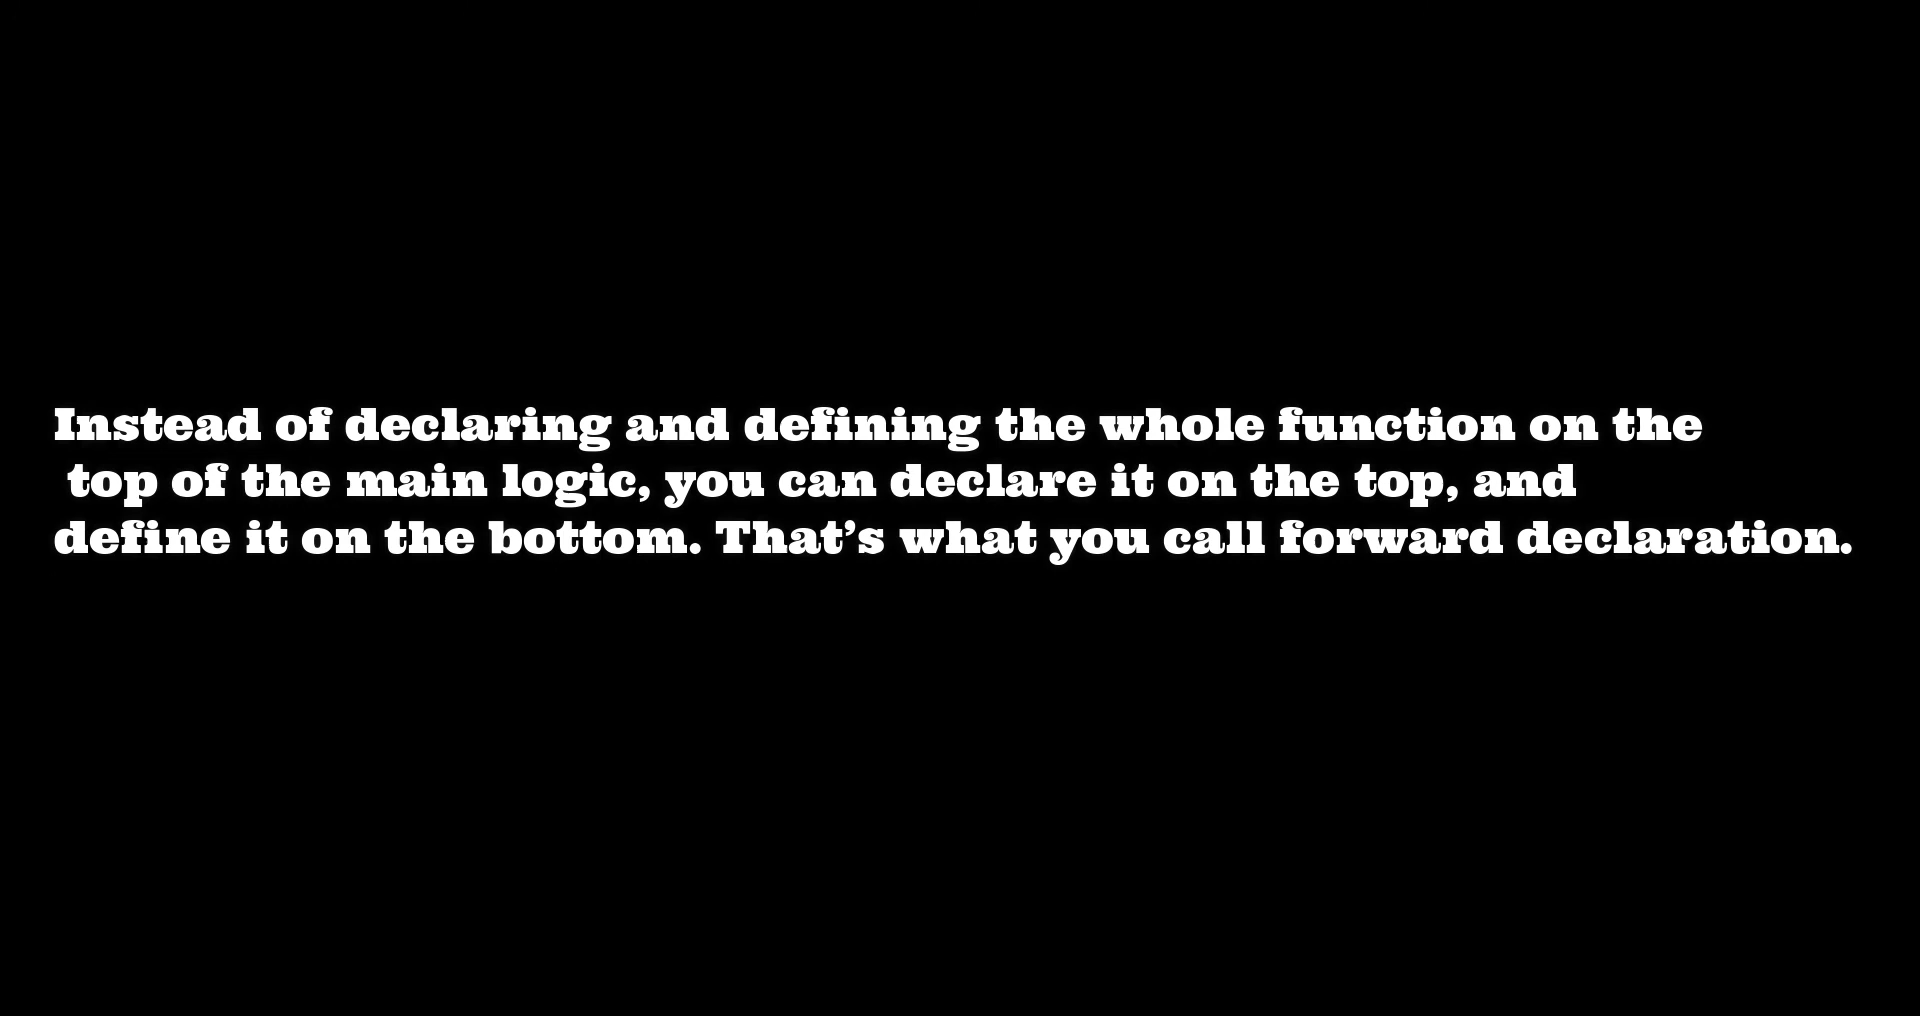 Instead of declaring and defining the whole function on the
top of the main logic, you can declare it on the top, and
define it on the bottom. That's what you call forward declaration.